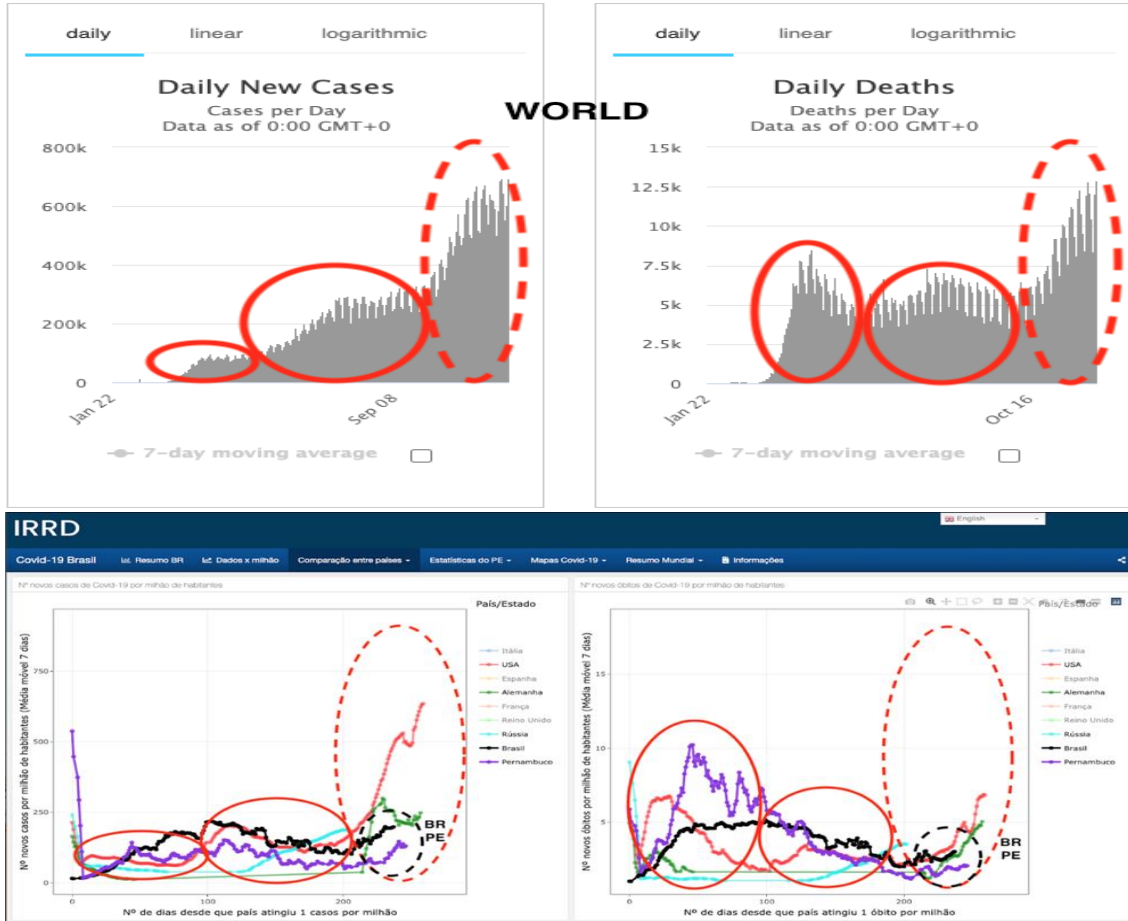 daily linear logarithmic
Daily New Cases
Cases per Day
Data as of 0:00 GMT+0
800k
600k
400k
200k
0
Jan 22 Sep 08
7-day moving average
WORLD
daily linear logarithmic
Daily Deaths
Deaths per Day
Data as of 0:00 GMT+0
15k
12.5k
10k
7.5k
5k
2.5k
0
Jan 22 Oct 16
7-day moving average
IRRD
English
Covid-19 Brasil Resumo BR Dados x milhão Comparação entre países Estatísticas do PE Mapas Covid-19 Resumo Mundial Informações
Nº novos casos de Covid-19 por milhão de habitantes
País/Estado
Nº novos casos por milhão de habitantes (Média móvel 7 dias)
750
500
250
0
0 100 200
Nº de dias desde que país atingiu 1 casos por milhão
BR
PE
Itália
USA
Espanha
Alemanha
França
Reino Unido
Rússia
Brasil
Pernambuco
Nº novos óbitos de Covid-19 por milhão de habitantes
País/Estado
Nº novos óbitos por milhão de habitantes (Média móvel 7 dias)
15
10
5
0 100 200
Nº de dias desde que país atingiu 1 óbito por milhão
BR
PE
Itália
USA
Espanha
Alemanha
França
Reino Unido
Rússia
Brasil
Pernambuco